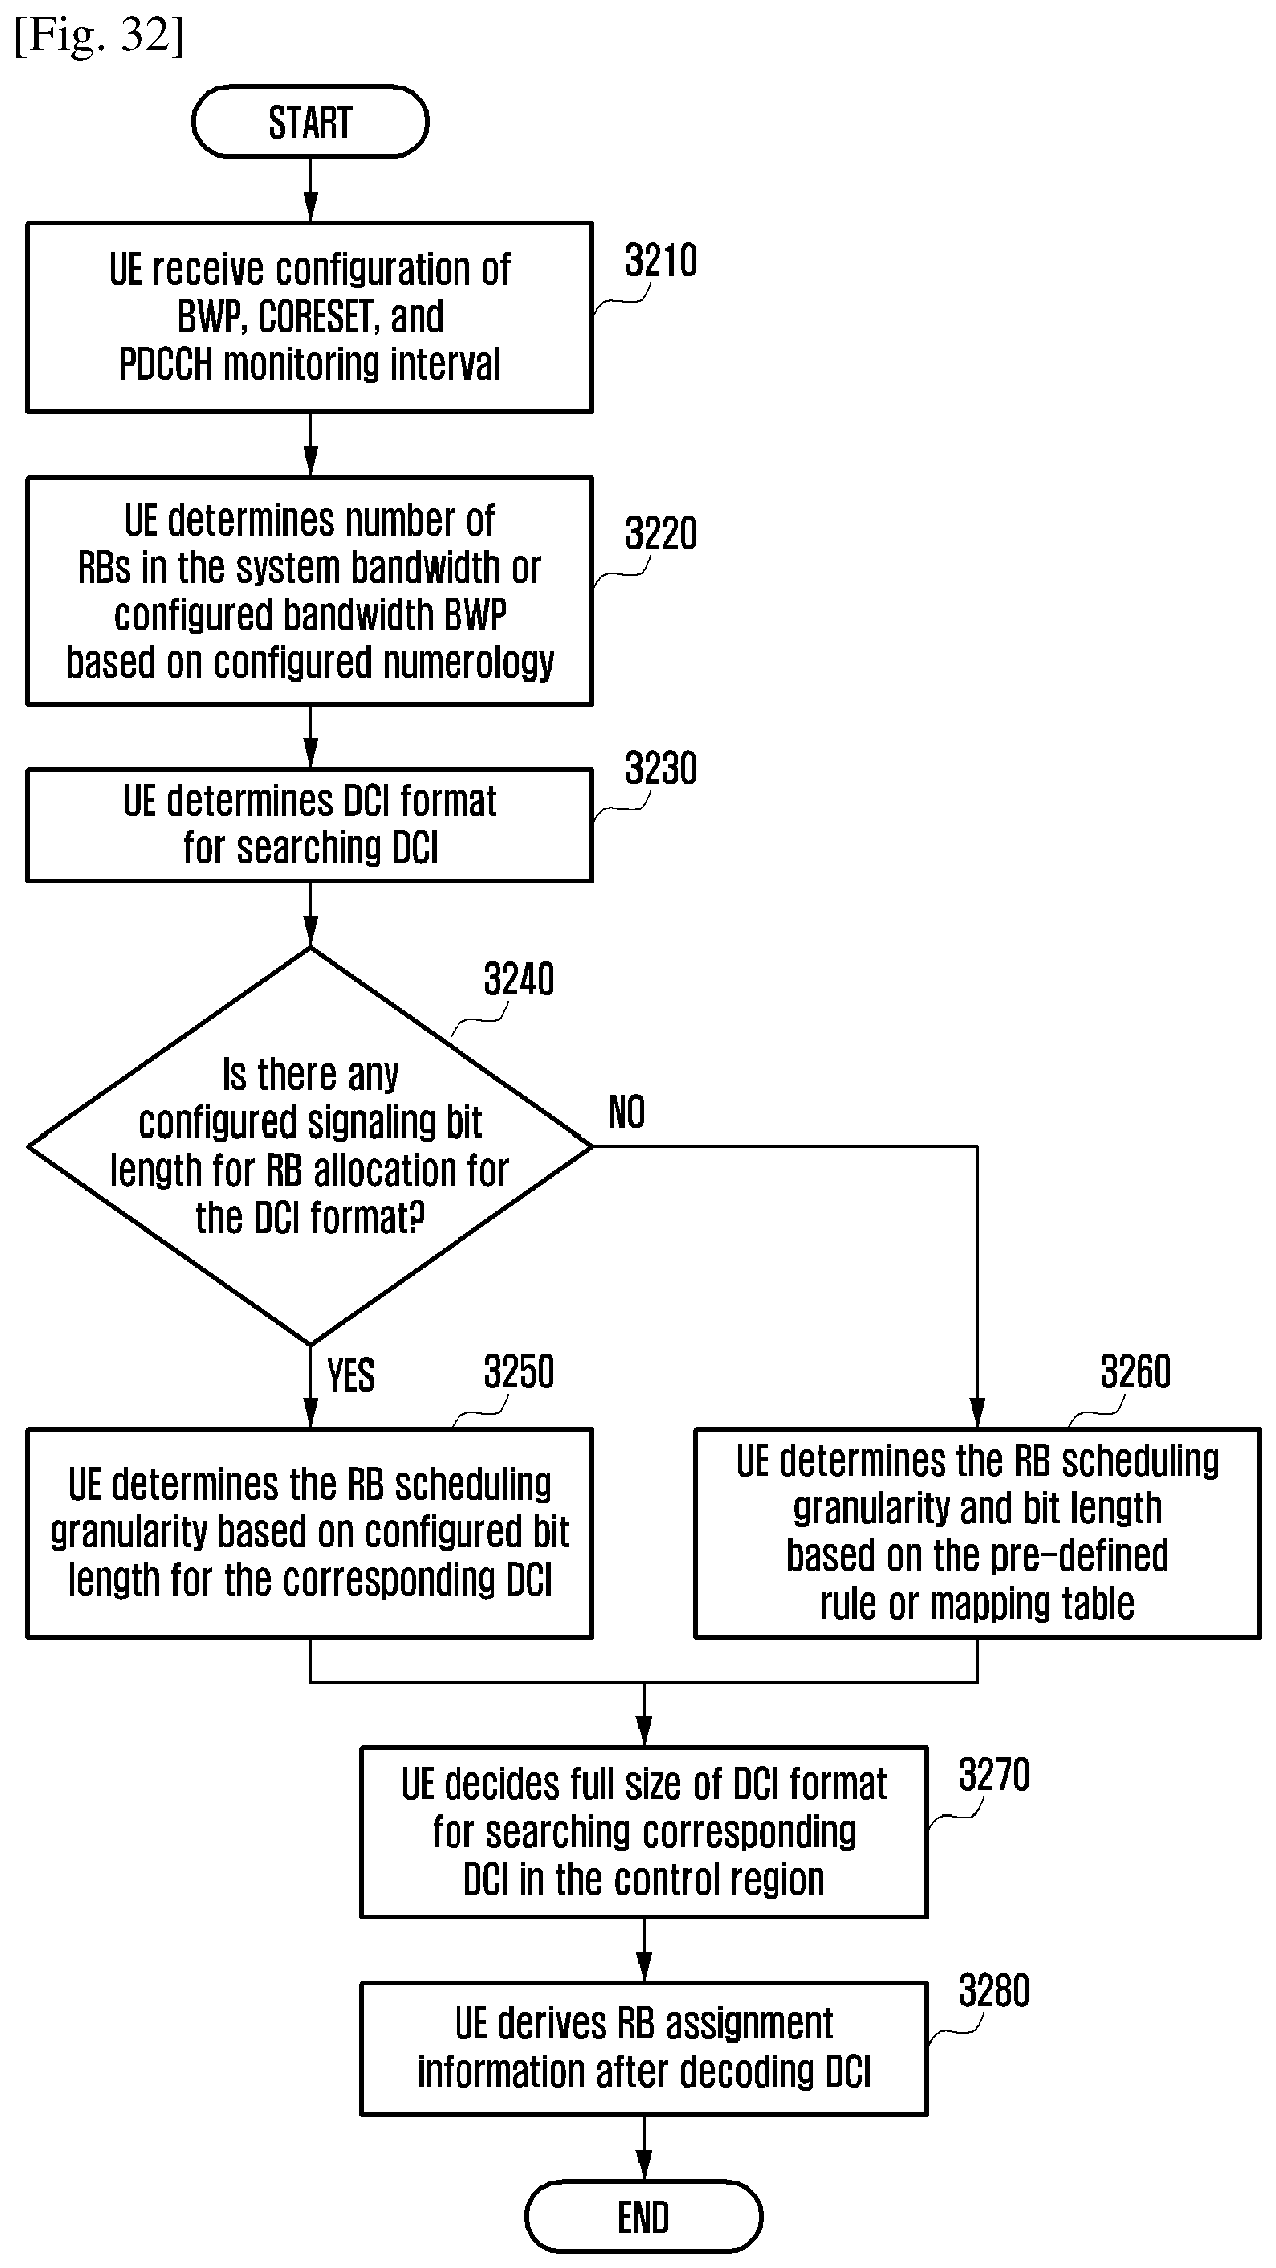 [Fig. 32]
START
UE receive configuration of
BWP, CORESET, and
PDCCH monitoring interval
3210
UE determines number of
RBs in the system bandwidth or
configured bandwidth BWP
based on configured numerology
3220
UE determines DCI format
for searching DCI
3230
Is there any
configured signaling bit
length for RB allocation for
the DCI format?
3240
NO
YES
UE determines the RB scheduling
granularity based on configured bit
length for the corresponding DCI
3250
UE determines the RB scheduling
granularity and bit length
based on the pre-defined
rule or mapping table
3260
UE decides full size of DCI format
for searching corresponding
DCI in the control region
3270
UE derives RB assignment
information after decoding DCI
3280
END